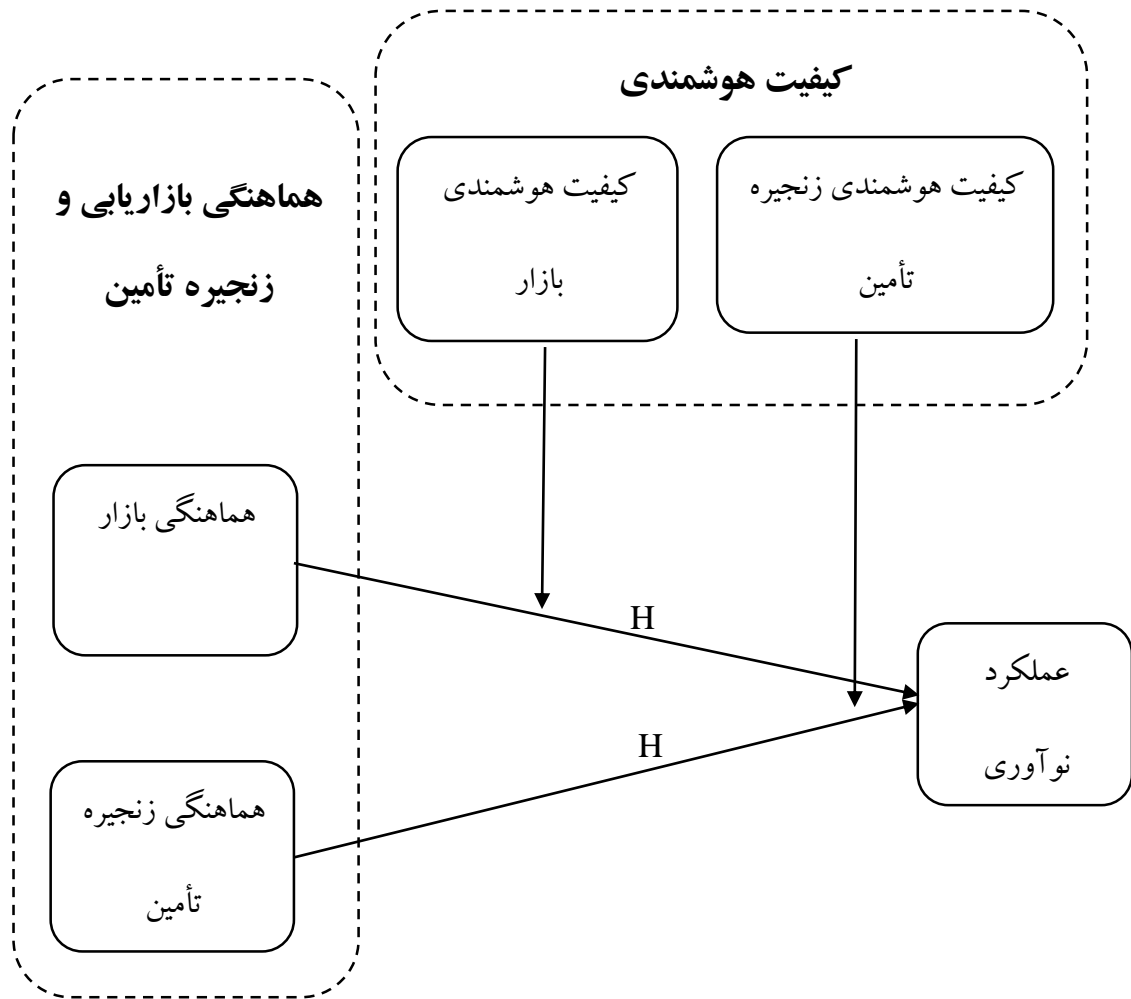 کیفیت هوشمندی
کیفیت هوشمندی زنجیره
تأمین
کیفیت هوشمندی
بازار
هماهنگی بازاریابی و
زنجیره تأمین
هماهنگی بازار
H
عملکرد
نوآوری
H
هماهنگی زنجیره
تأمین